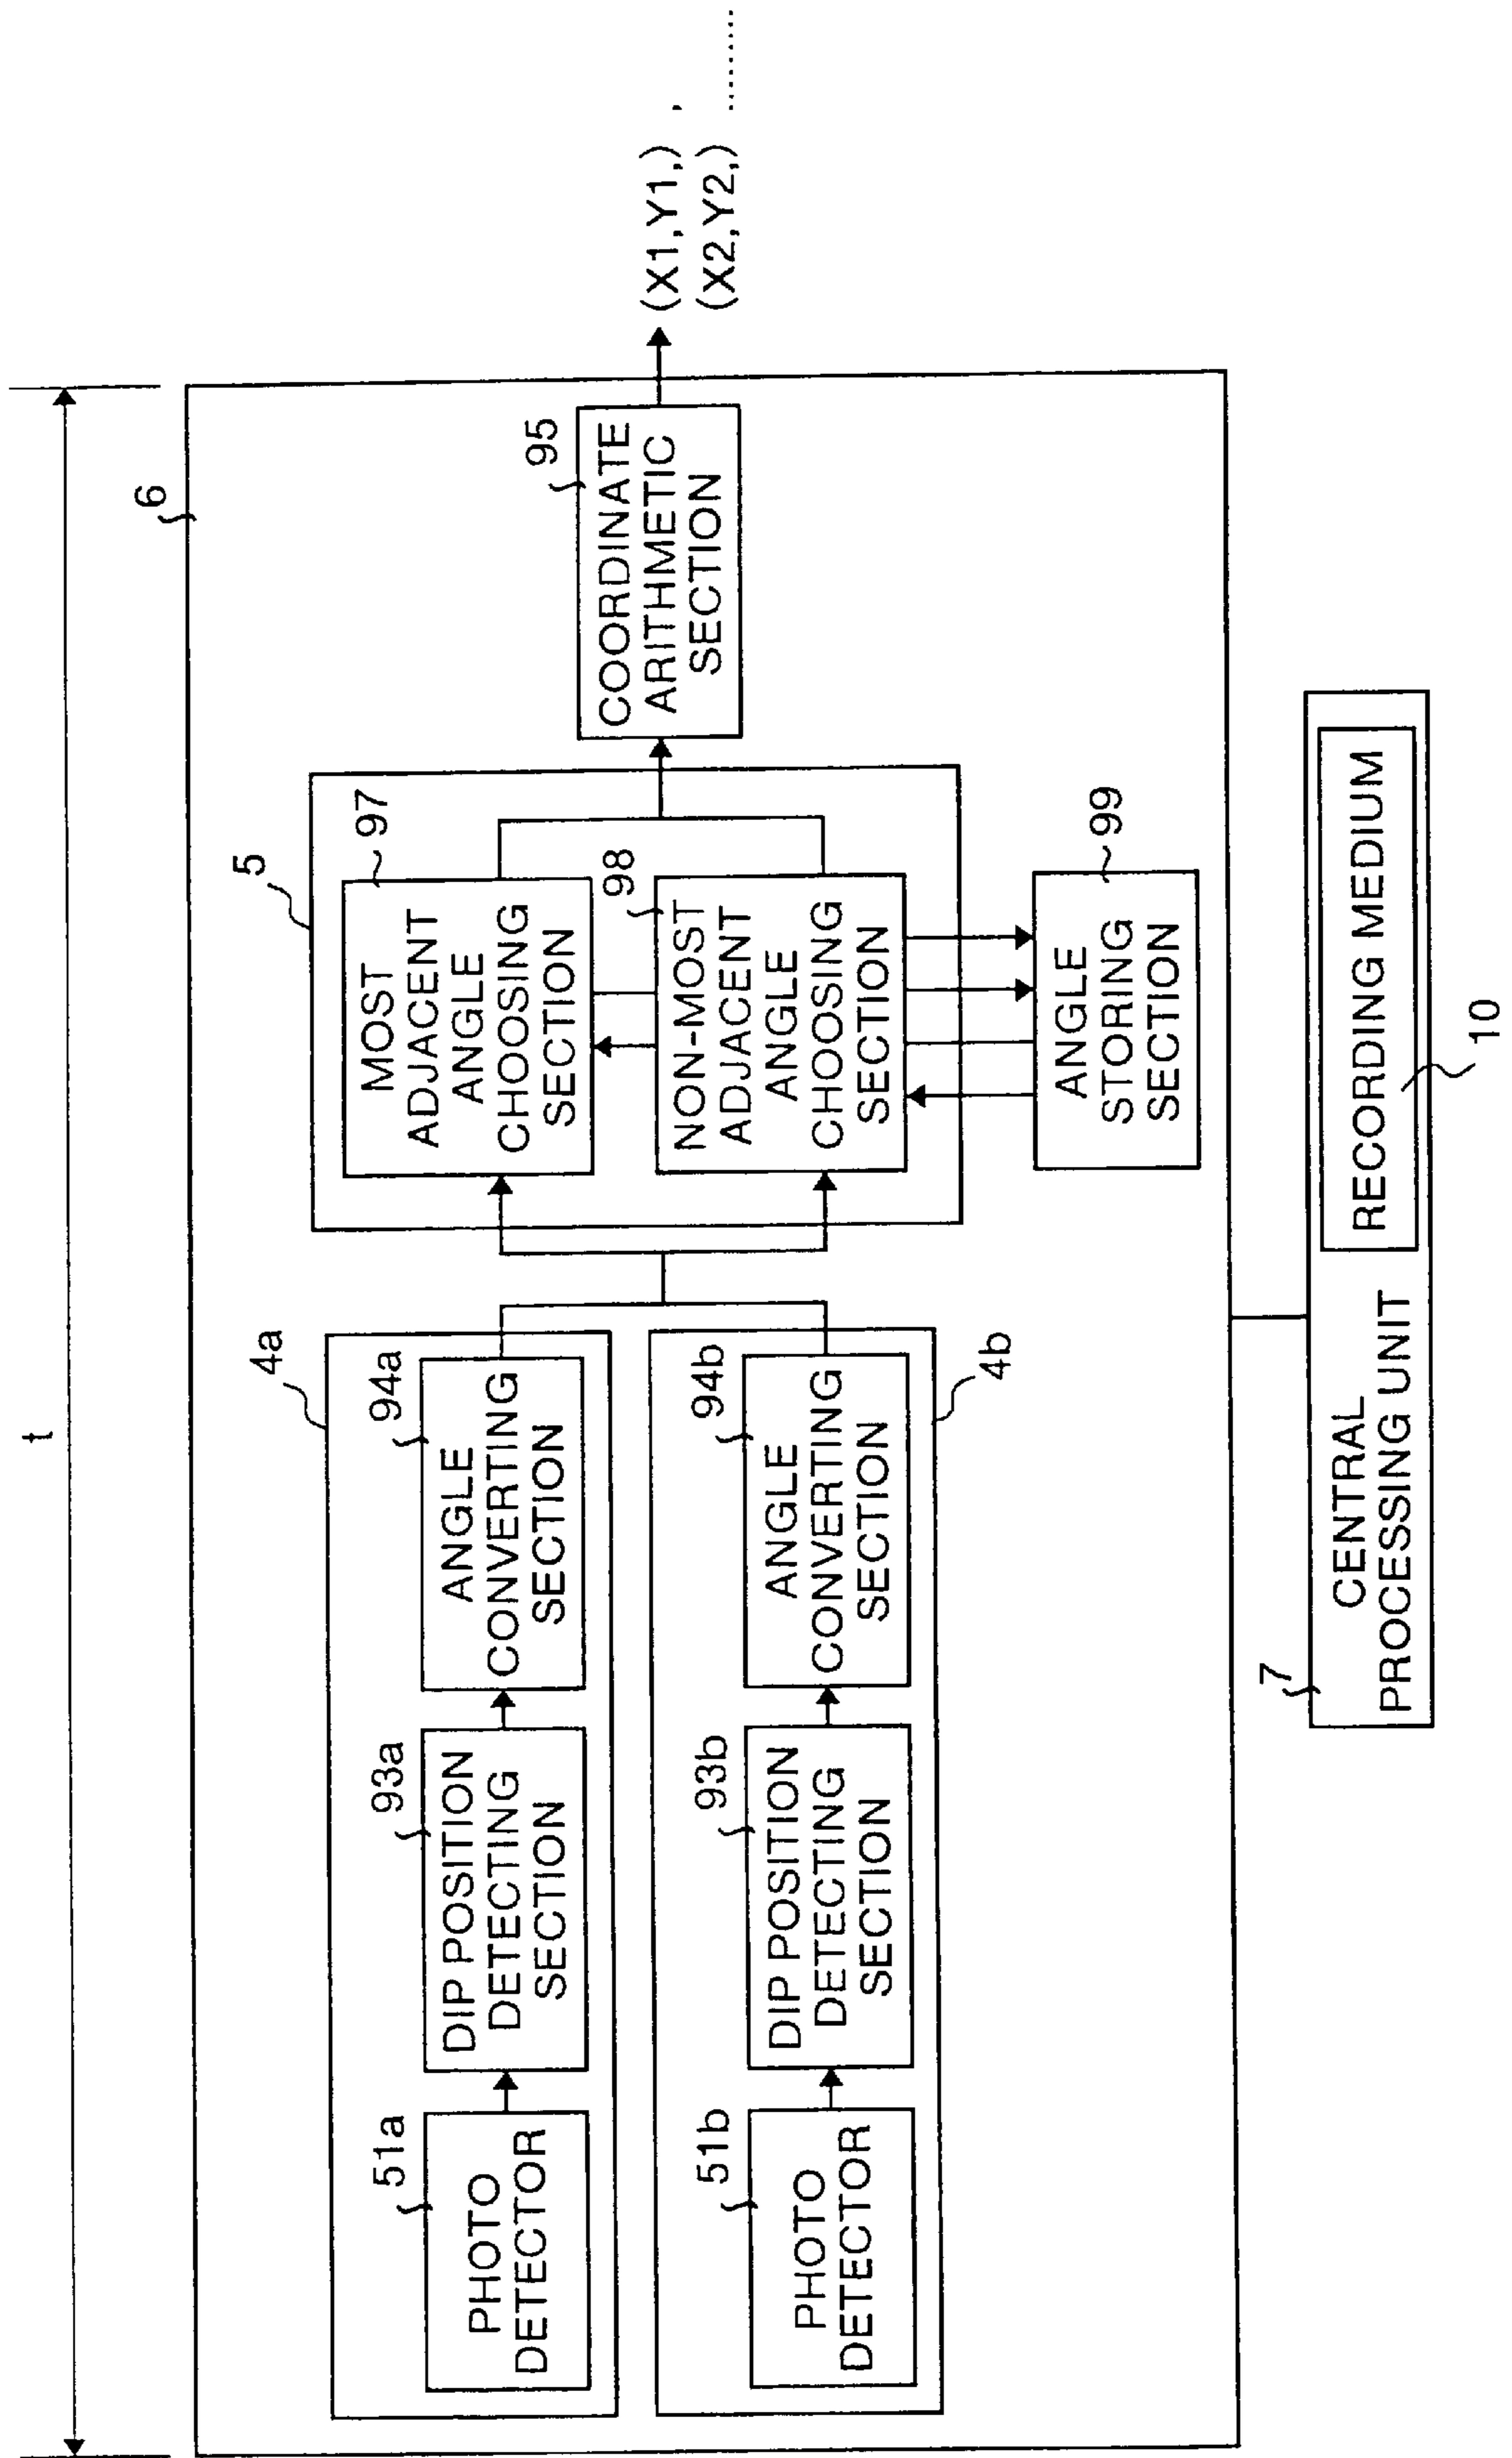 t
6
4a
51a
PHOTO
DETECTOR
93a
DIP POSITION
DETECTING
SECTION
94a
ANGLE
CONVERTING
SECTION
4b
51b
PHOTO
DETECTOR
93b
DIP POSITION
DETECTING
SECTION
94b
ANGLE
CONVERTING
SECTION
5
97
MOST
ADJACENT
ANGLE
CHOOSING
SECTION
98
NON-MOST
ADJACENT
ANGLE
CHOOSING
SECTION
99
ANGLE
STORING
SECTION
95
COORDINATE
ARITHMETIC
SECTION
(X1,Y1,) ,
(X2,Y2,) ........
7
CENTRAL
PROCESSING UNIT
RECORDING MEDIUM
10